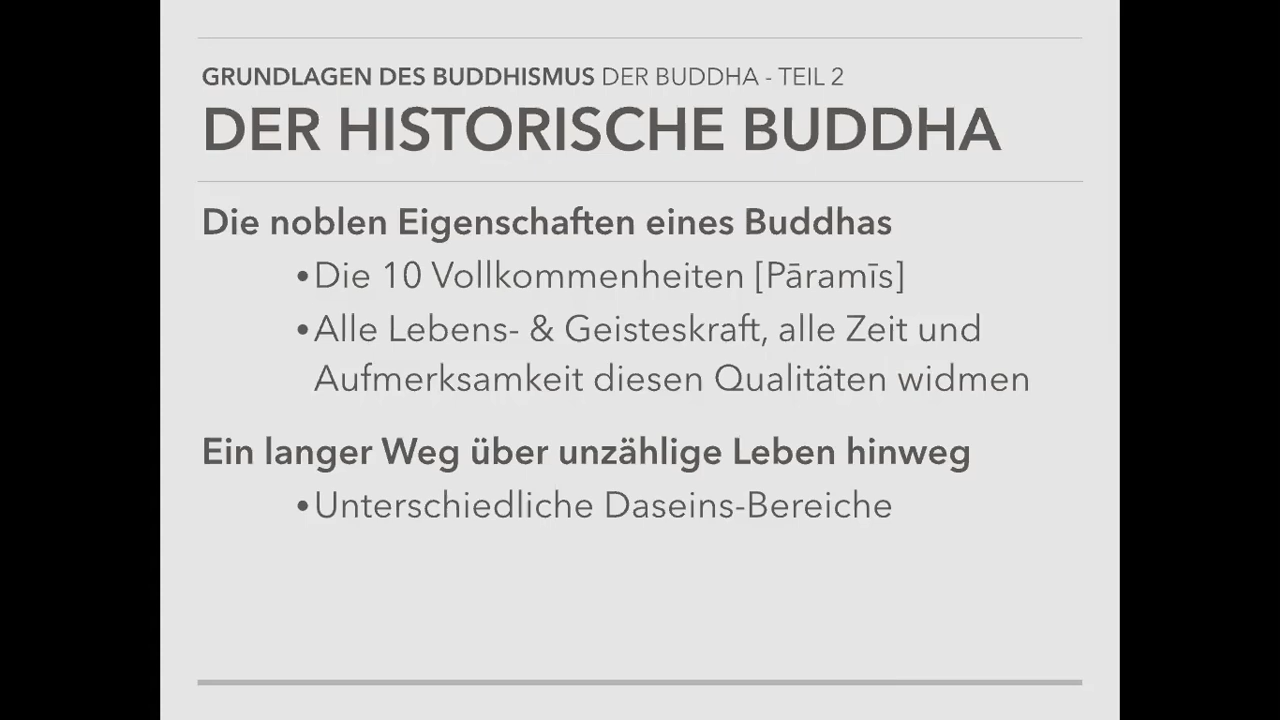 GRUNDLAGEN DES BUDDHISMUS DER BUDDHA - TEIL 2
DER HISTORISCHE BUDDHA
Die noblen Eigenschaften eines Buddhas
•Die 10 Vollkommenheiten [Pāramīs]
•Alle Lebens- & Geisteskraft, alle Zeit und
Aufmerksamkeit diesen Qualitäten widmen
Ein langer Weg über unzählige Leben hinweg
•Unterschiedliche Daseins-Bereiche